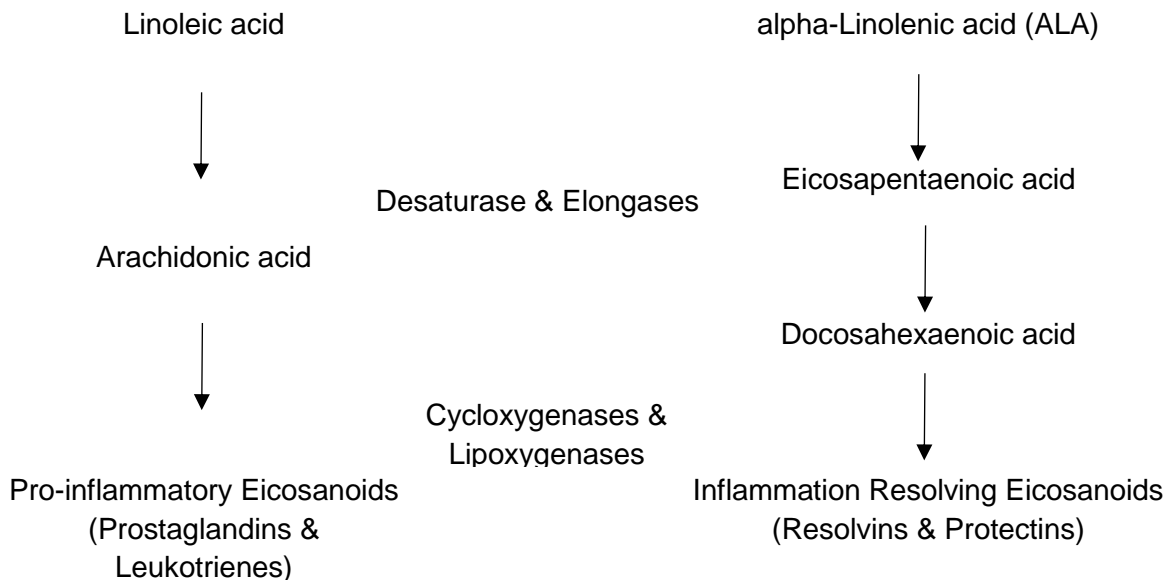 Linoleic acid
alpha-Linolenic acid (ALA)
Eicosapentaenoic acid
Desaturase & Elongases
Arachidonic acid
Docosahexaenoic acid
Cycloxygenases &
Lipoxygenases
Pro-inflammatory Eicosanoids
(Prostaglandins &
Leukotrienes)
Inflammation Resolving Eicosanoids
(Resolvins & Protectins)